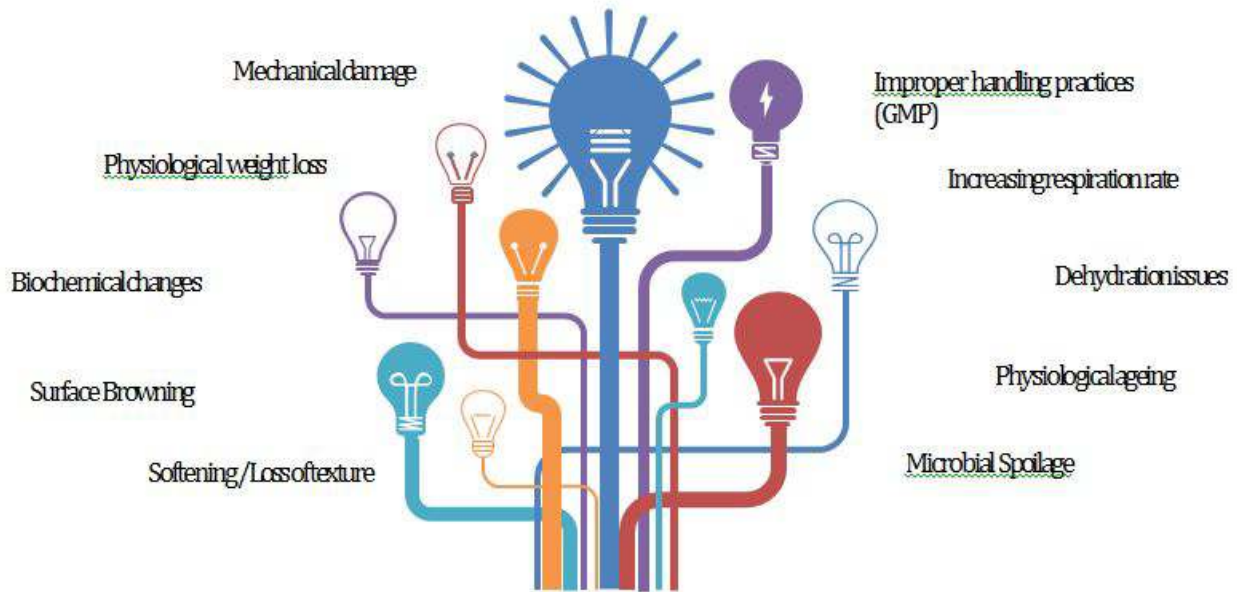 Mechanical damage
Physiological weight loss
Biochemical changes
Surface Browning
Softening / Loss of texture
Improper handling practices
(GMP)
Increasing respiration rate
Dehydration issues
Physiological ageing
Microbial Spoilage